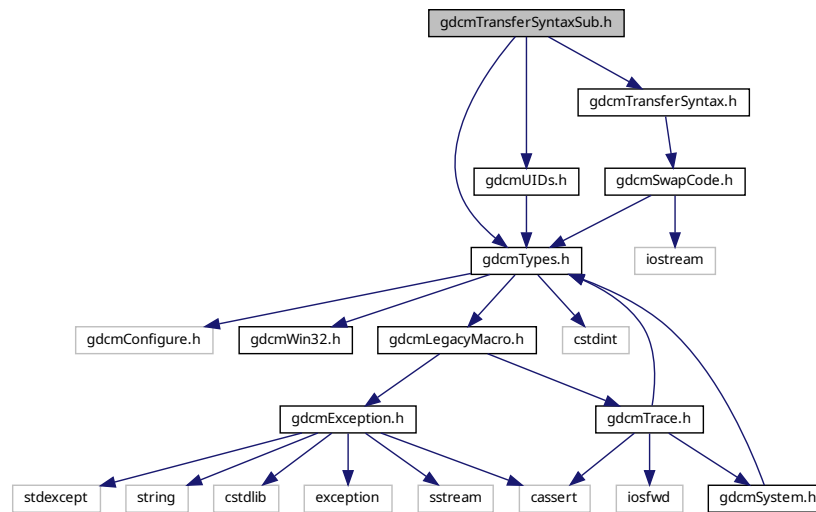 gdcmTransferSyntaxSub.h
gdcmTransferSyntax.h
gdcmUIDs.h
gdcmSwapCode.h
gdcmTypes.h
iostream
gdcmConfigure.h
gdcmWin32.h
gdcmLegacyMacro.h
cstdint
gdcmException.h
gdcmTrace.h
stdexcept
string
cstdlib
exception
sstream
cassert
iosfwd
gdcmSystem.h